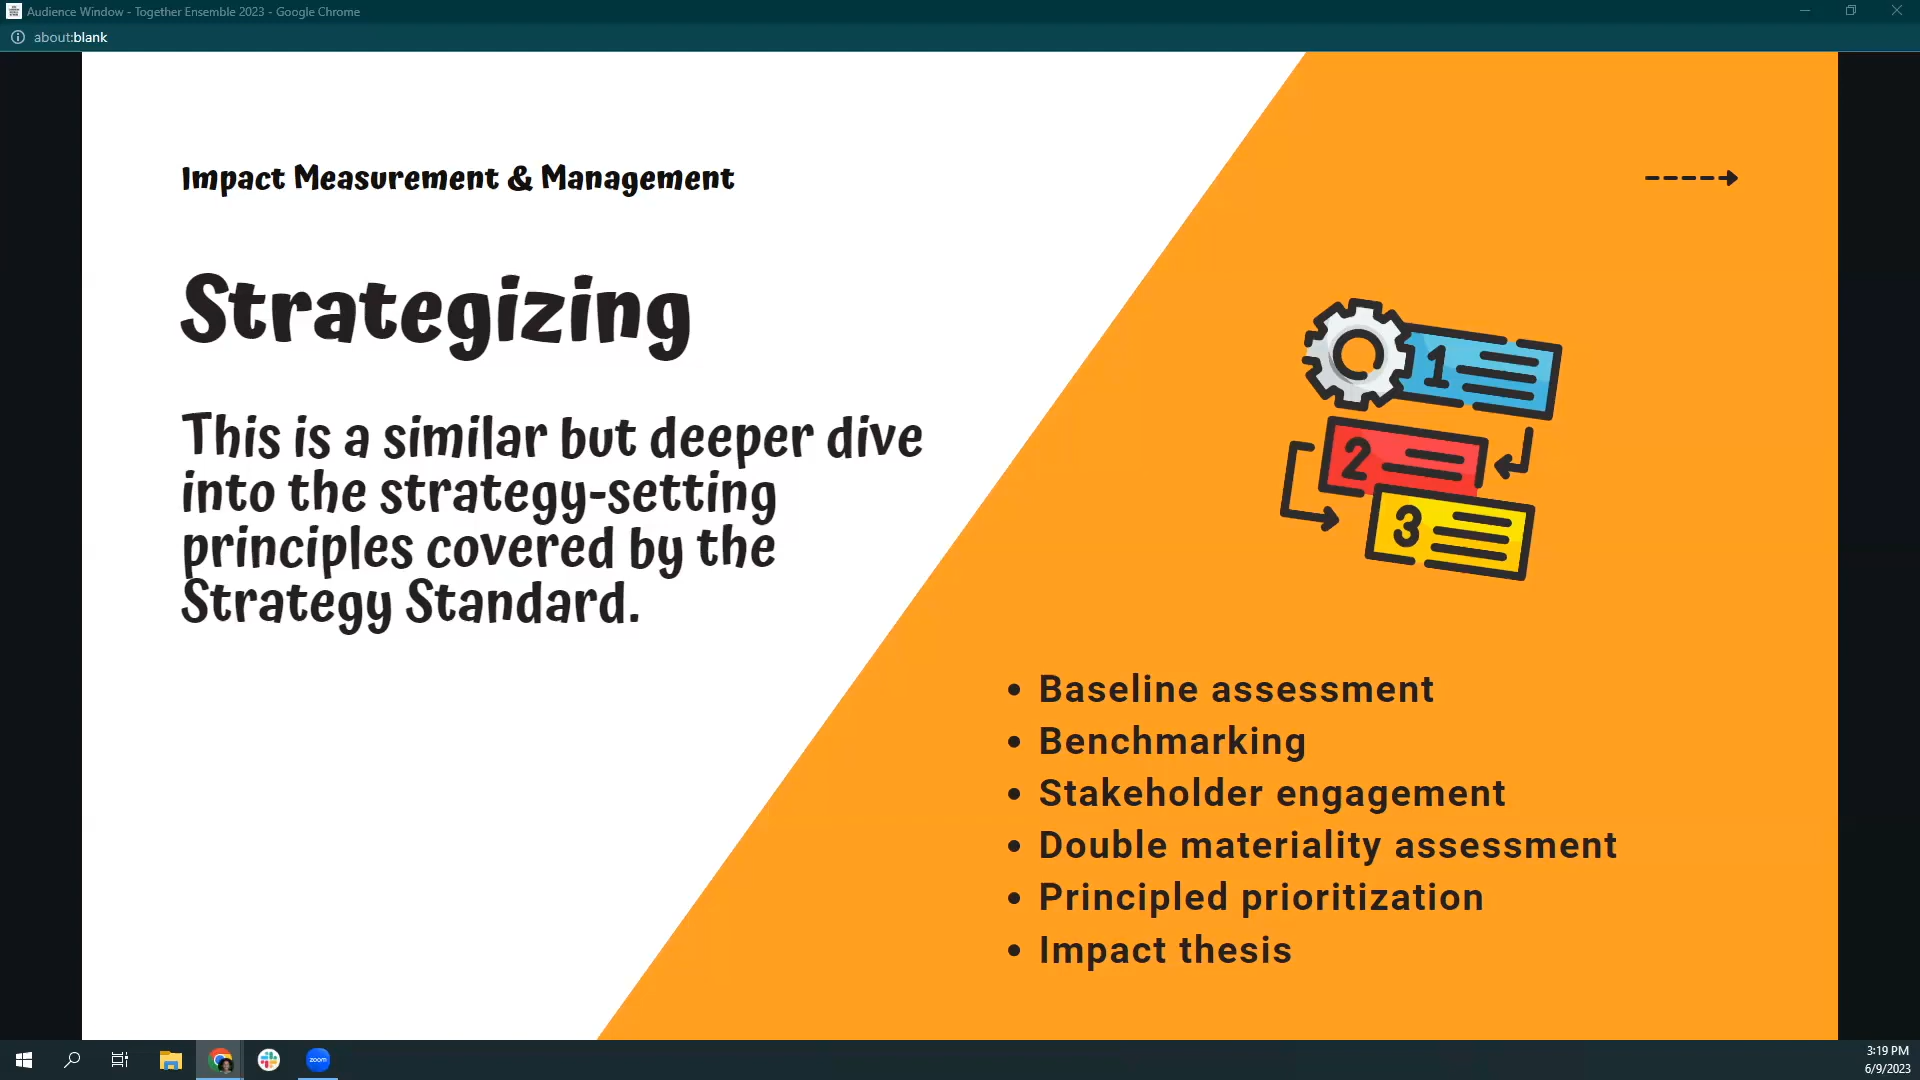 Audience Window - Together Ensemble 2023 - Google Chrome
about:blank
Impact Measurement & Management
Strategizing
This is a similar but deeper dive
into the strategy-setting
principles covered by the
Strategy Standard.
1
2
3
• Baseline assessment
• Benchmarking
• Stakeholder engagement
• Double materiality assessment
• Principled prioritization
• Impact thesis
zoom
3:19 PM
6/9/2023